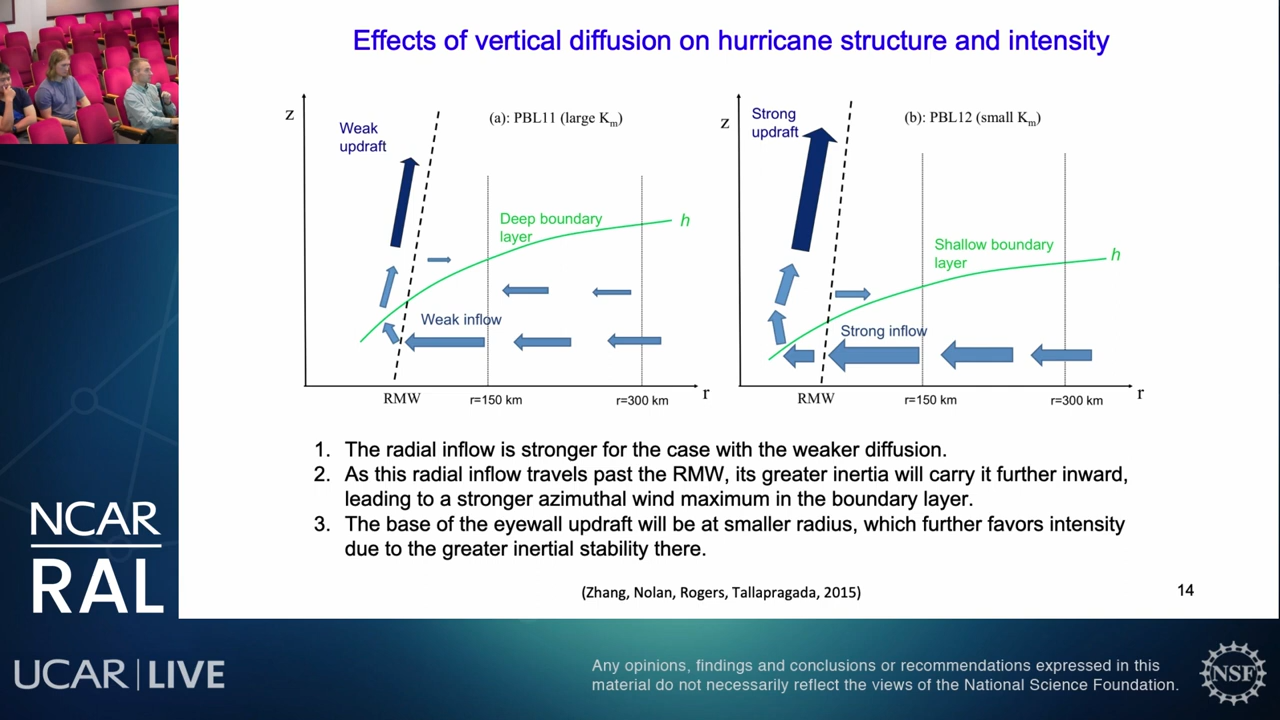 Effects of vertical diffusion on hurricane structure and intensity
z
Weak
updraft
(a): PBL11 (large Km)
Deep boundary
layer
h
Weak inflow
RMW
r=150 km
r=300 km
r
z
Strong
updraft
(b): PBL12 (small Km)
Shallow boundary
layer
h
Strong inflow
RMW
r=150 km
r=300 km
r
1. The radial inflow is stronger for the case with the weaker diffusion.
2. As this radial inflow travels past the RMW, its greater inertia will carry it further inward,
leading to a stronger azimuthal wind maximum in the boundary layer.
3. The base of the eyewall updraft will be at smaller radius, which further favors intensity
due to the greater inertial stability there.
(Zhang, Nolan, Rogers, Tallapragada, 2015)
14
NCAR
RAL
UCAR | LIVE
Any opinions, findings and conclusions or recommendations expressed in this
material do not necessarily reflect the views of the National Science Foundation.
NSF